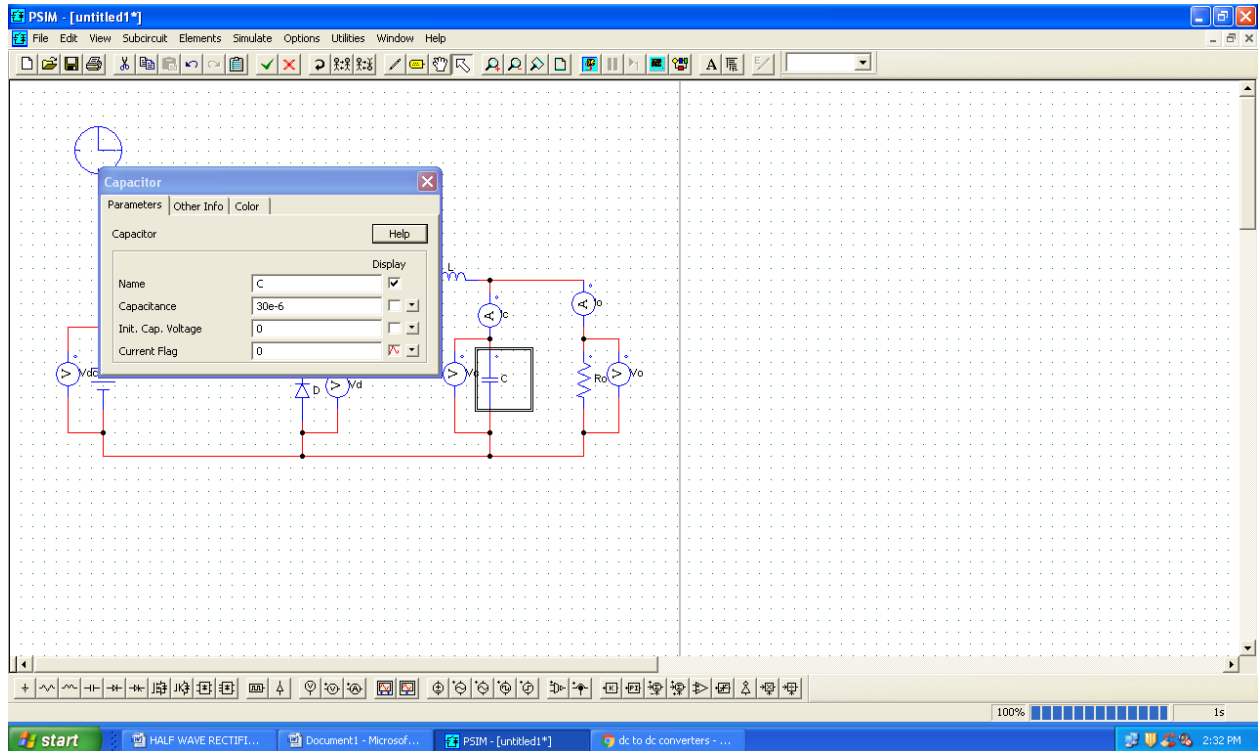 PSIM - [untitled1*]
File Edit View Subcircuit Elements Simulate Options Utilities Window Help
Capacitor
Parameters Other Info Color
Capacitor Help
Display
Name C
Capacitance 30e-6
Init. Cap. Voltage 0
Current Flag 0
L
Io
Ic
Vdc
D
Vd
Vc
C
Ro
Vo
100% 1s
start HALF WAVE RECTIFI... Document1 - Microsof... PSIM - [untitled1*] dc to dc converters - ... 2:32 PM